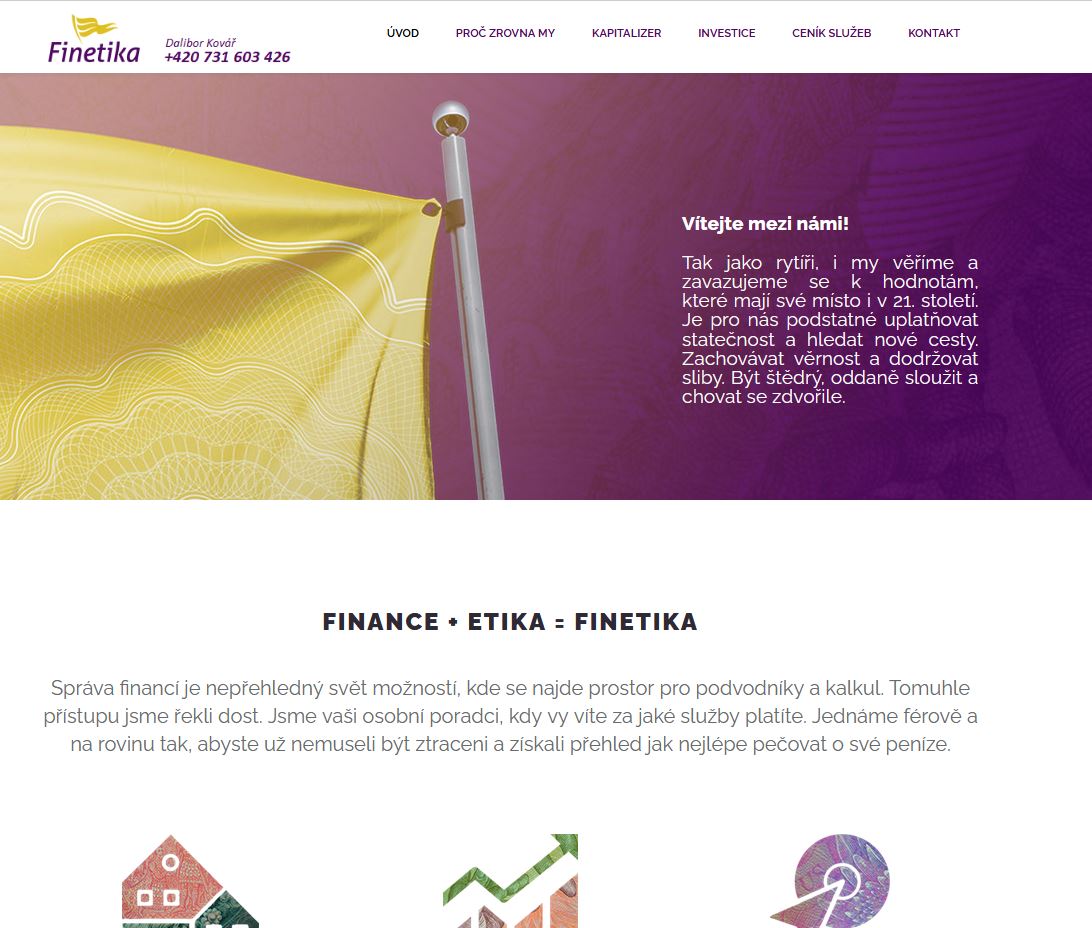 Finetika
Dalibor Kovář
+420 731 603 426
ÚVOD PROČ ZROVNA MY KAPITALIZER INVESTICE CENÍK SLUŽEB KONTAKT
Vítejte mezi námi!
Tak jako rytíři, i my věříme a
zavazujeme se k hodnotám,
které mají své místo i v 21. století.
Je pro nás podstatné uplatňovat
statečnost a hledat nové cesty.
Zachovávat věrnost a dodržovat
sliby. Být štědrý, oddaně sloužit a
chovat se zdvořile.
FINANCE + ETIKA = FINETIKA
Správa financí je nepřehledný svět možností, kde se najde prostor pro podvodníky a kalkul. Tomuhle
přístupu jsme řekli dost. Jsme vaši osobní poradci, kdy vy víte za jaké služby platíte. Jednáme férově a
na rovinu tak, abyste už nemuseli být ztraceni a získali přehled jak nejlépe pečovat o své peníze.